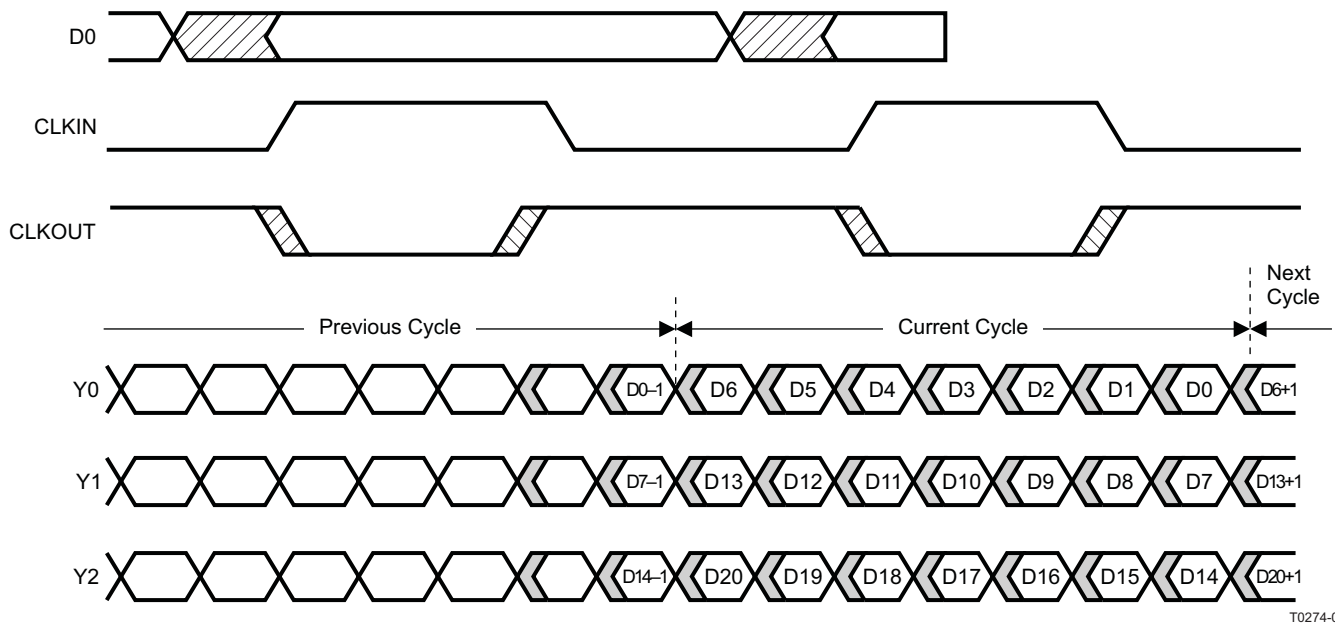 D0
CLKIN
CLKOUT
Next
Cycle
Previous Cycle
Current Cycle
Y0 D0–1 D6 D5 D4 D3 D2 D1 D0 D6+1
Y1 D7–1 D13 D12 D11 D10 D9 D8 D7 D13+1
Y2 D14–1 D20 D19 D18 D17 D16 D15 D14 D20+1